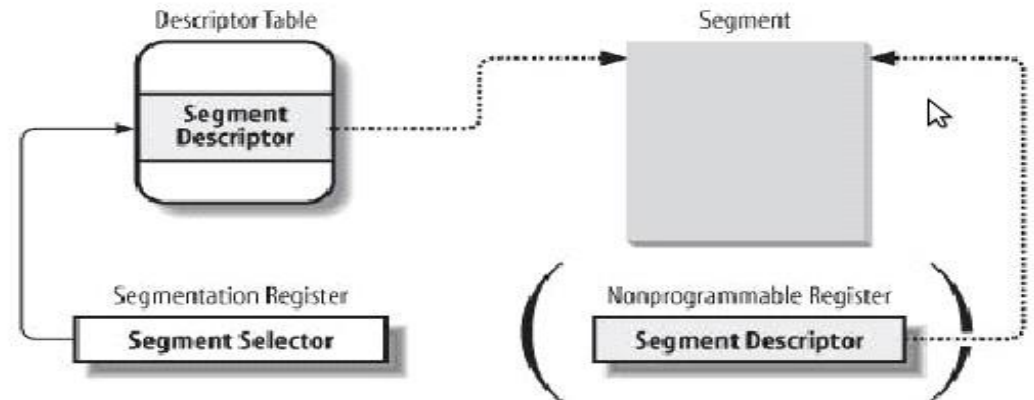 Descriptor Table
Segment
Segment
Descriptor
Segmentation Register
Nonprogrammable Register
Segment Selector
Segment Descriptor